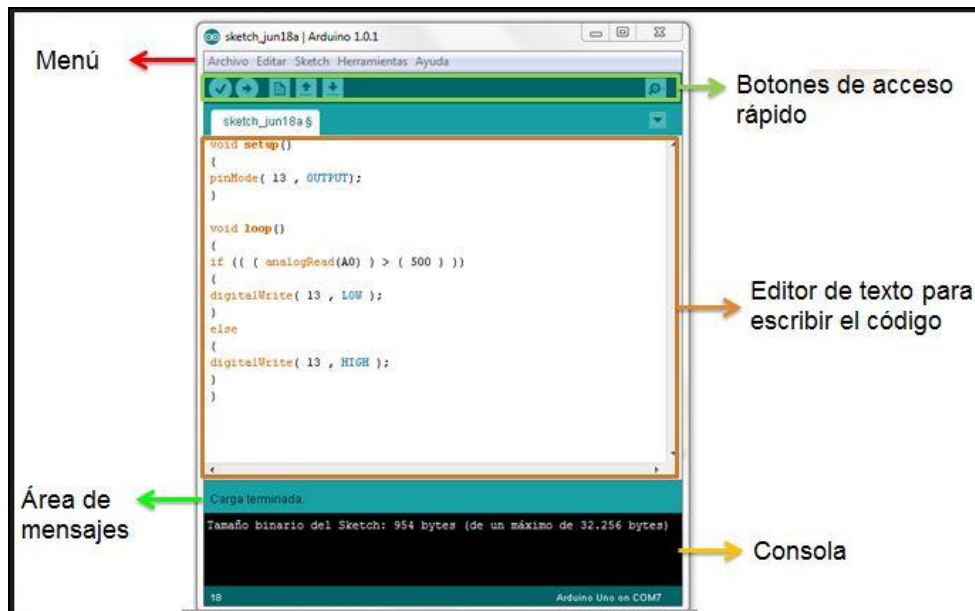 sketch_jun18a | Arduino 1.0.1
Menú
Archivo Editar Sketch Herramientas Ayuda
Botones de acceso
rápido
sketch_jun18a §
void setup()
{
pinMode( 13 , OUTPUT);
}
void loop()
{
if (( ( analogRead(A0) ) > ( 500 ) ))
{
digitalWrite( 13 , LOW );
}
else
{
digitalWrite( 13 , HIGH );
}
}
Editor de texto para
escribir el código
Área de
mensajes
Carga terminada.
Tamaño binario del Sketch: 954 bytes (de un máximo de 32.256 bytes)
Consola
18
Arduino Uno on COM7